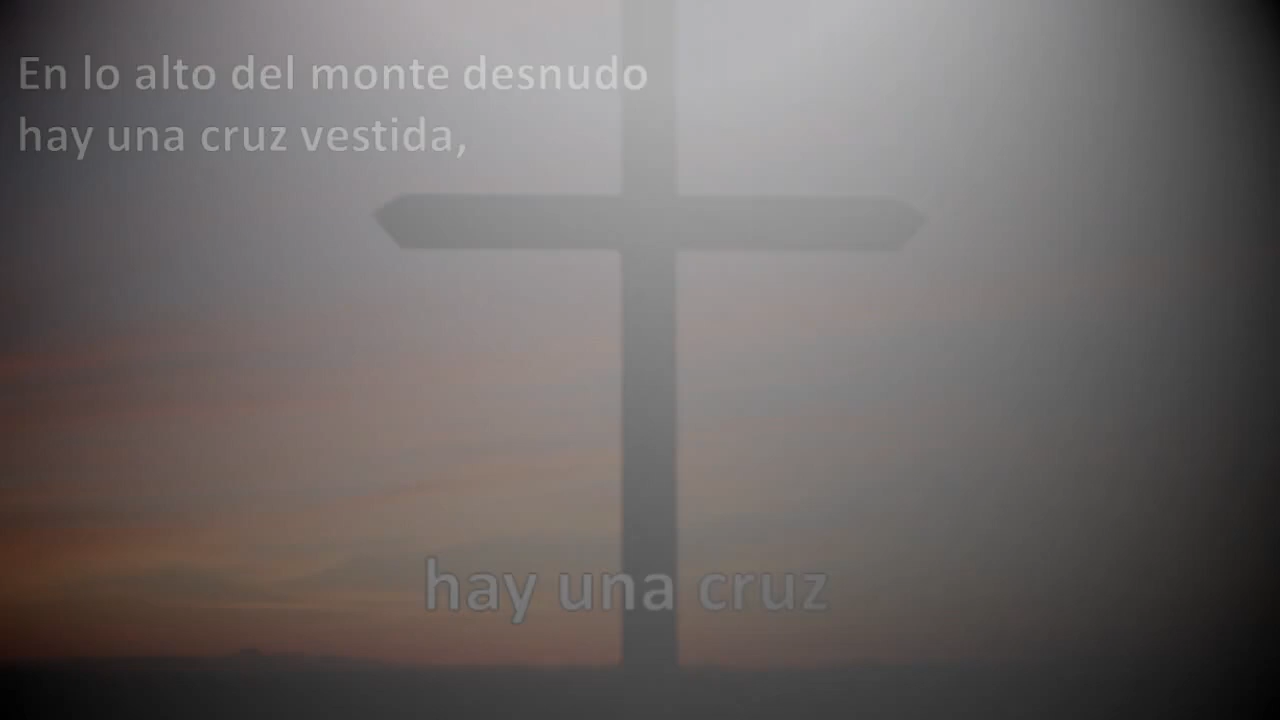 En lo alto del monte desnudo
hay una cruz vestida,
hay una cruz